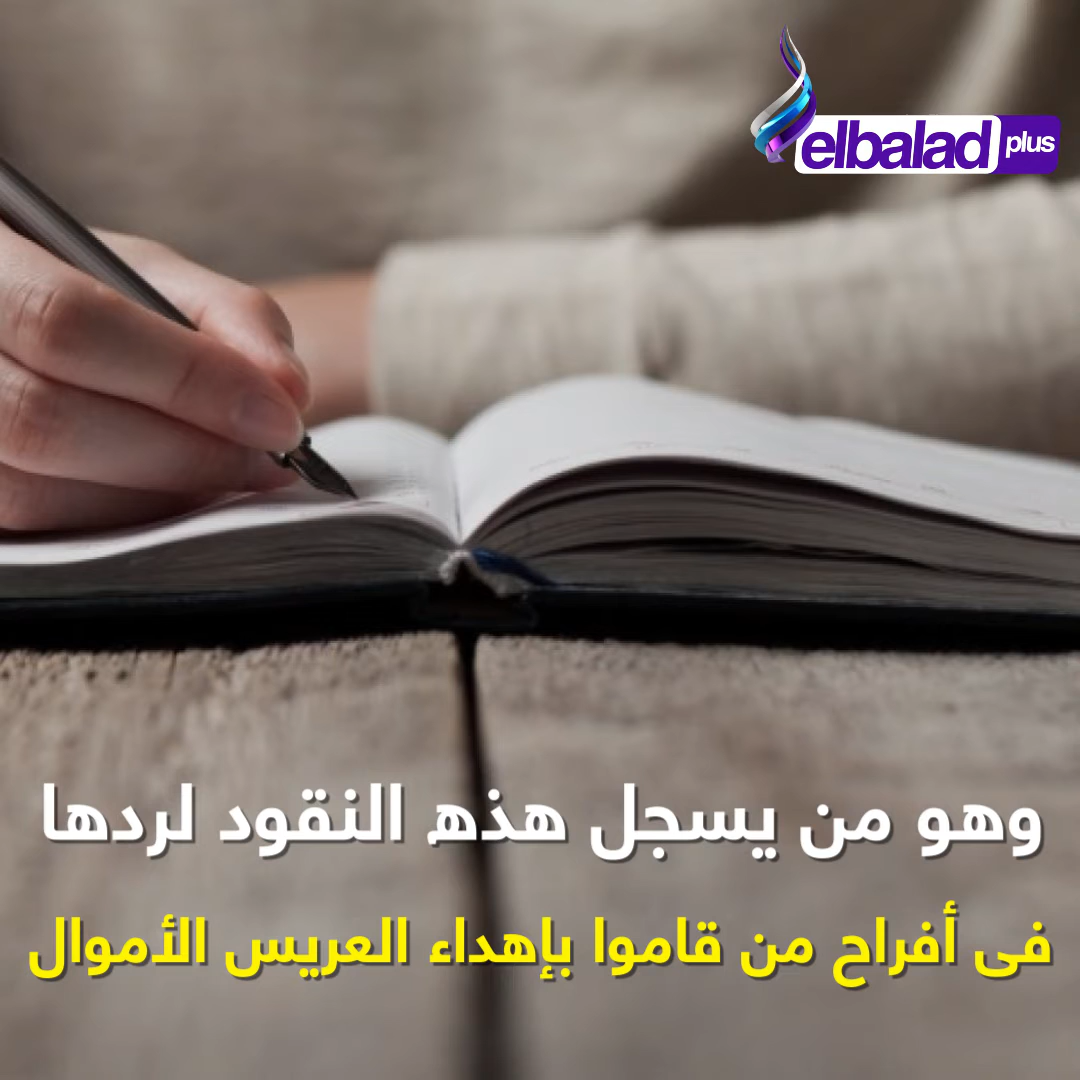 elbalad plus
وهو من يسجل هذه النقود لردها
فى أفراح من قاموا بإهداء العريس الأموال